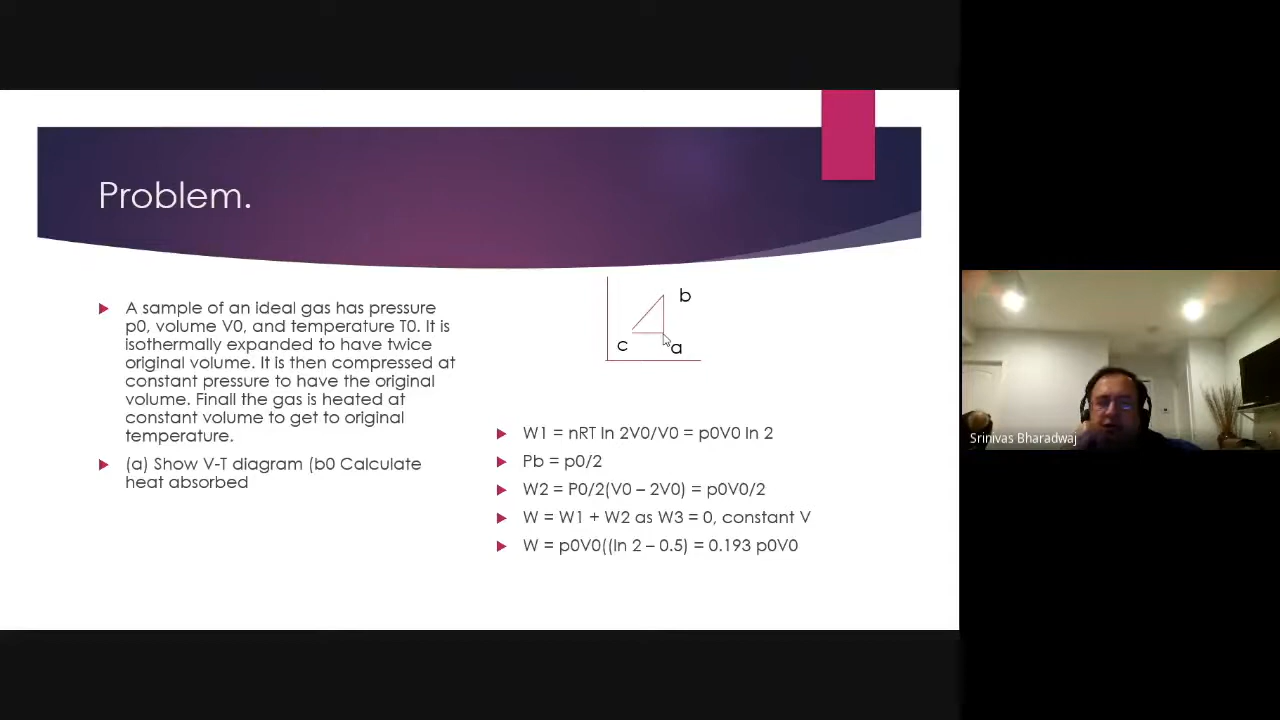 Problem.
A sample of an ideal gas has pressure
p0, volume V0, and temperature T0. It is
isothermally expanded to have twice
original volume. It is then compressed at
constant pressure to have the original
volume. Finall the gas is heated at
constant volume to get to original
temperature.
(a) Show V-T diagram (b0 Calculate
heat absorbed
b
c
a
W1 = nRT ln 2V0/V0 = p0V0 ln 2
Pb = p0/2
W2 = P0/2(V0 – 2V0) = p0V0/2
W = W1 + W2 as W3 = 0, constant V
W = p0V0((ln 2 – 0.5) = 0.193 p0V0
Srinivas Bharadwaj